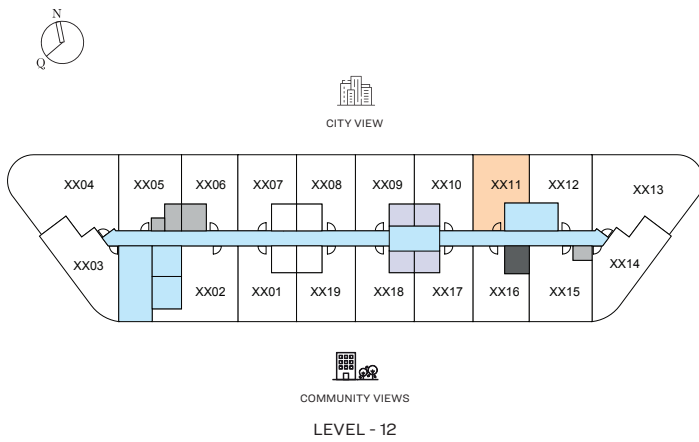 N
Q
CITY VIEW
XX04 XX05 XX06 XX07 XX08 XX09 XX10 XX11 XX12 XX13
XX03 XX02 XX01 XX19 XX18 XX17 XX16 XX15 XX14
COMMUNITY VIEWS
LEVEL - 12